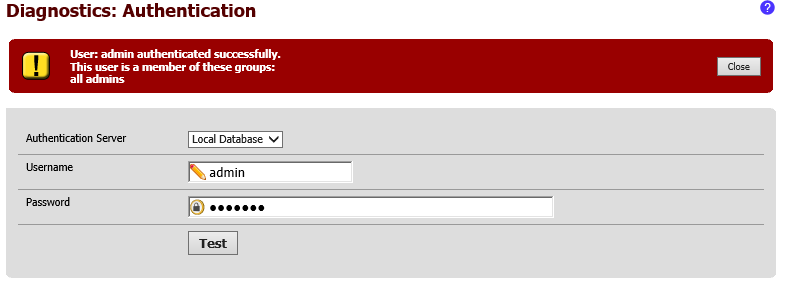 Diagnostics: Authentication
?
User: admin authenticated successfully.
This user is a member of these groups:
all admins
Close
Authentication Server
Local Database
Username
admin
Password
•••••••
Test